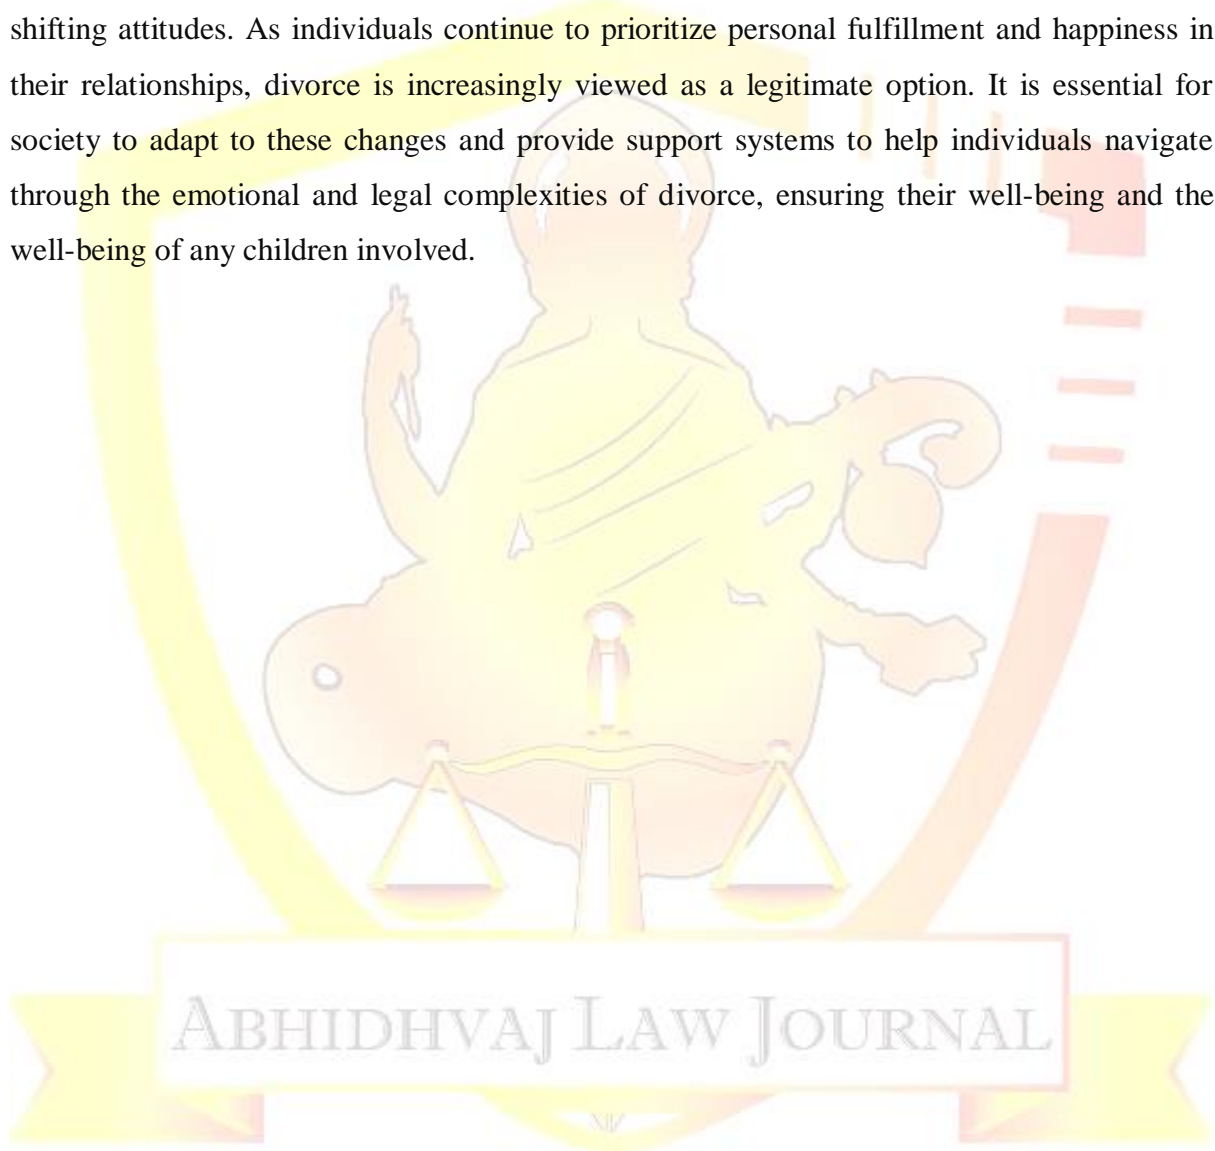 shifting attitudes. As individuals continue to prioritize personal fulfillment and happiness in
their relationships, divorce is increasingly viewed as a legitimate option. It is essential for
society to adapt to these changes and provide support systems to help individuals navigate
through the emotional and legal complexities of divorce, ensuring their well-being and the
well-being of any children involved.
ABHIDHVAJ LAW JOURNAL